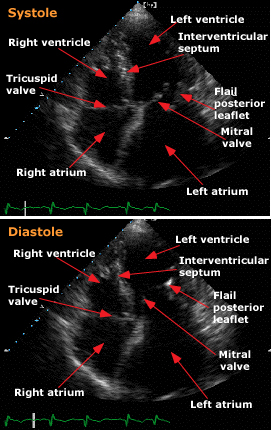 Systole
Left ventricle
Right ventricle
Interventricular
septum
Tricuspid
valve
Flail
posterior
leaflet
Mitral
valve
Right atrium
Left atrium
Diastole
Left ventricle
Right ventricle
Interventricular
septum
Tricuspid
valve
Flail
posterior
leaflet
Mitral
valve
Right atrium
Left atrium